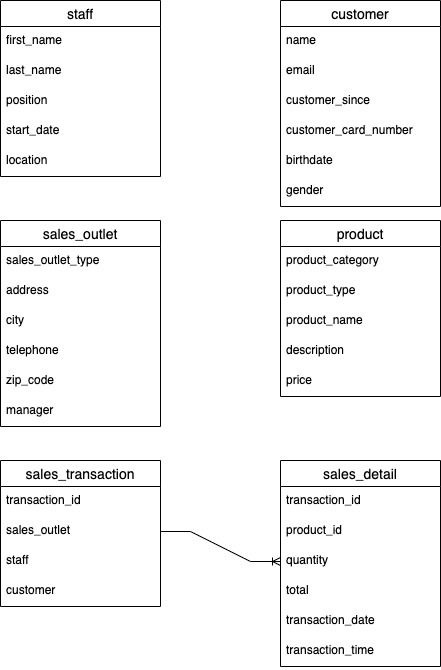 staff
first_name
last_name
position
start_date
location
customer
name
email
customer_since
customer_card_number
birthdate
gender
sales_outlet
sales_outlet_type
address
city
telephone
zip_code
manager
product
product_category
product_type
product_name
description
price
sales_transaction
transaction_id
sales_outlet
staff
customer
sales_detail
transaction_id
product_id
quantity
total
transaction_date
transaction_time